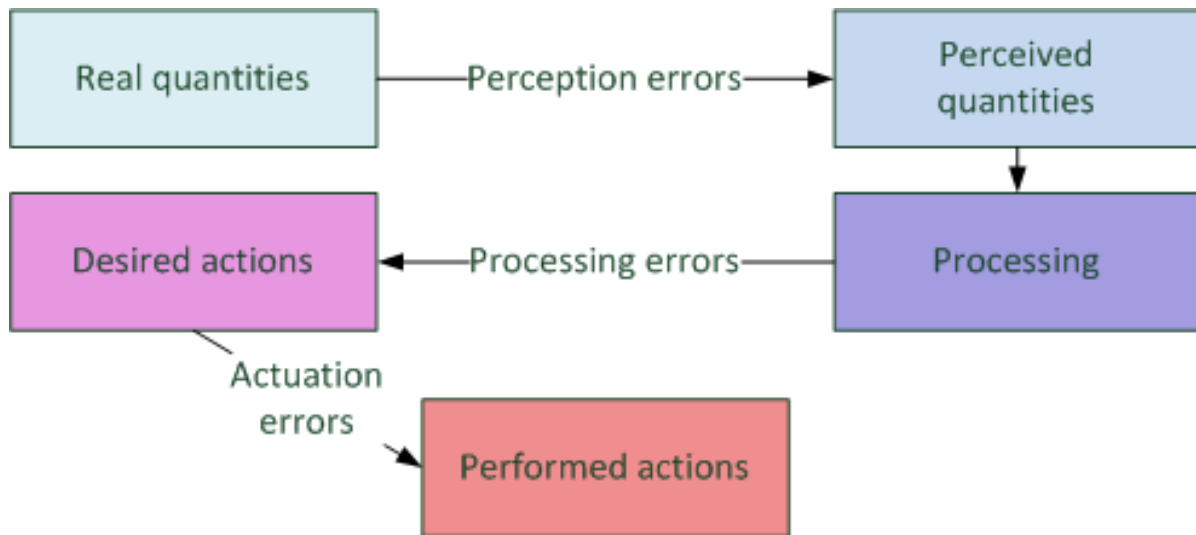 Real quantities
Perception errors
Perceived
quantities
Desired actions
Processing errors
Processing
Actuation
errors
Performed actions